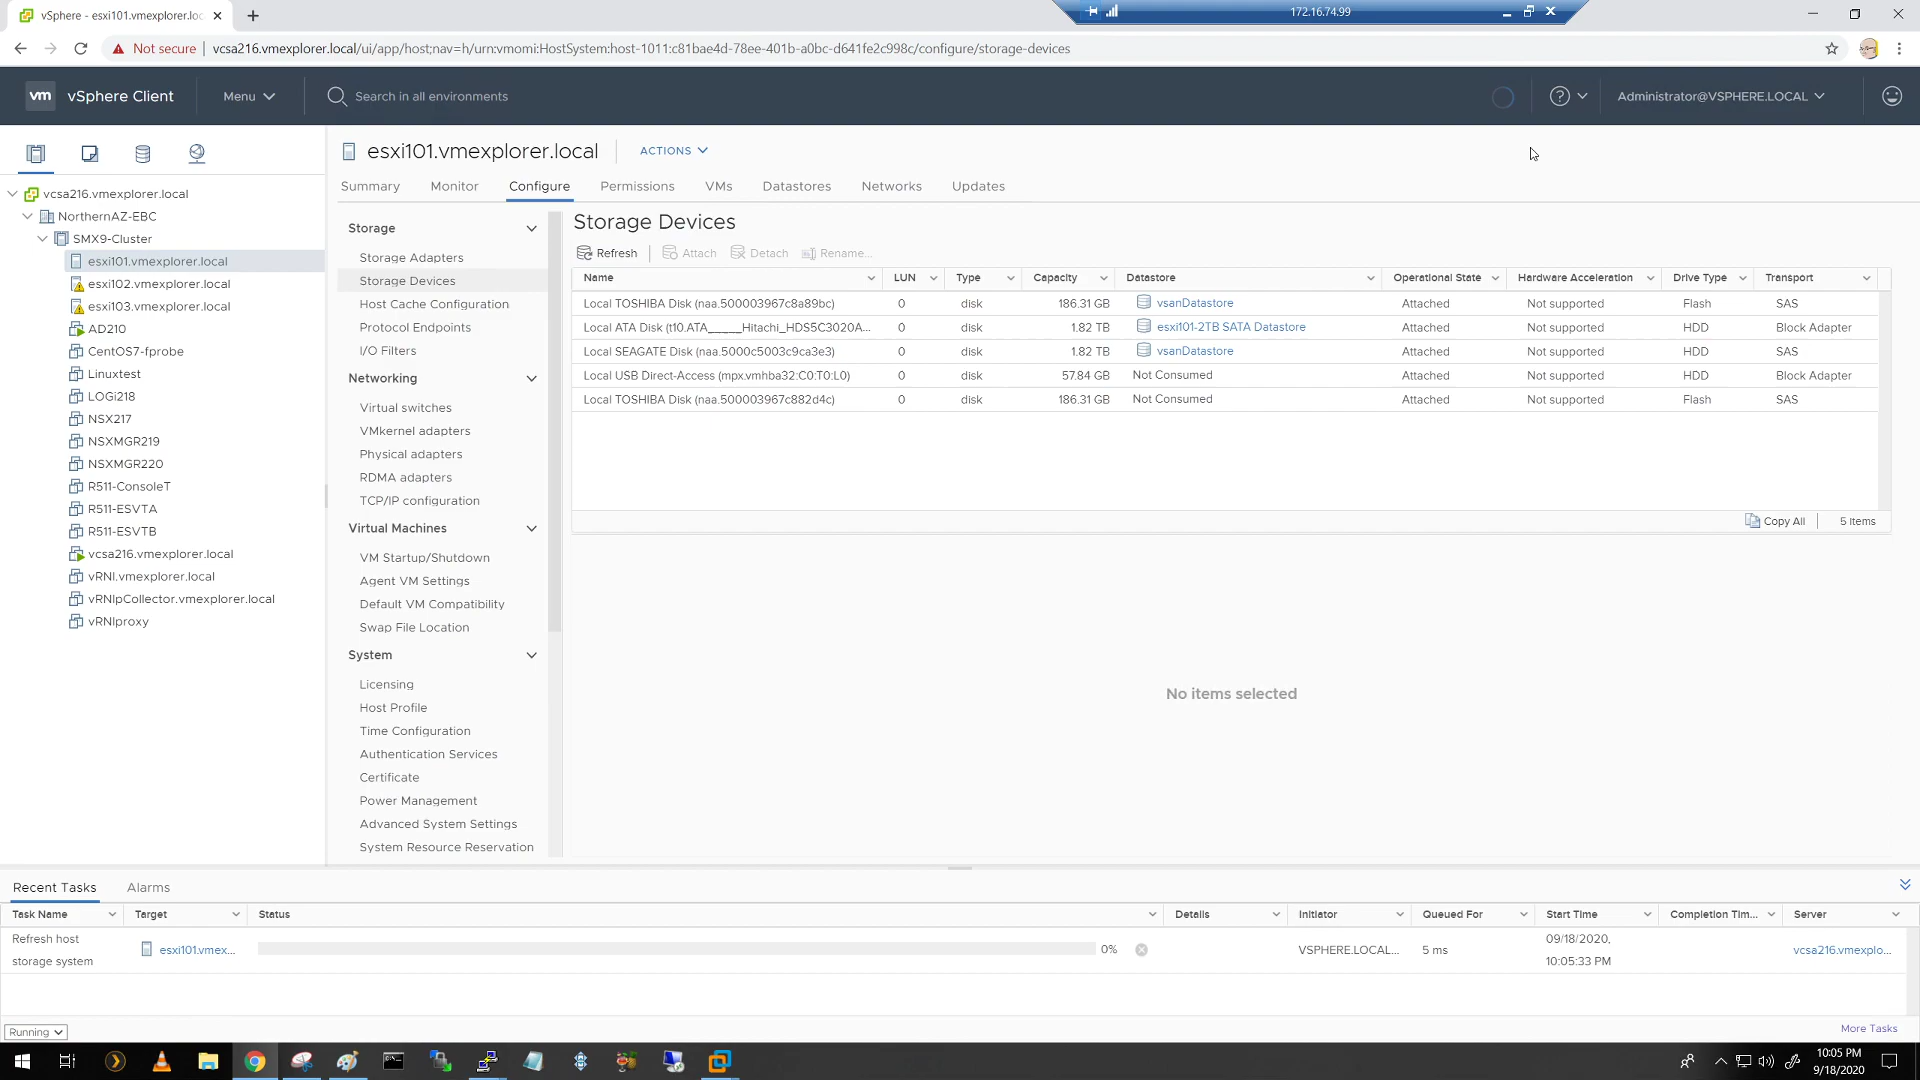 vSphere - esxi101.vmexplorer.loc
172.16.74.99
Not secure
vcsa216.vmexplorer.local/ui/app/host;nav=h/urn:vmomi:HostSystem:host-1011:c81bae4d-78ee-401b-a0bc-d641fe2c998c/configure/storage-devices
vm vSphere Client Menu Search in all environments Administrator@VSPHERE.LOCAL
vcsa216.vmexplorer.local
NorthernAZ-EBC
SMX9-Cluster
esxi101.vmexplorer.local
esxi102.vmexplorer.local
esxi103.vmexplorer.local
AD210
CentOS7-fprobe
Linuxtest
LOGi218
NSX217
NSXMGR219
NSXMGR220
R511-ConsoleT
R511-ESVTA
R511-ESVTB
vcsa216.vmexplorer.local
vRNI.vmexplorer.local
vRNIpCollector.vmexplorer.local
vRNIproxy
esxi101.vmexplorer.local ACTIONS
Summary Monitor Configure Permissions VMs Datastores Networks Updates
Storage
Storage Adapters
Storage Devices
Host Cache Configuration
Protocol Endpoints
I/O Filters
Networking
Virtual switches
VMkernel adapters
Physical adapters
RDMA adapters
TCP/IP configuration
Virtual Machines
VM Startup/Shutdown
Agent VM Settings
Default VM Compatibility
Swap File Location
System
Licensing
Host Profile
Time Configuration
Authentication Services
Certificate
Power Management
Advanced System Settings
System Resource Reservation
Storage Devices
Refresh Attach Detach Rename...
Name LUN Type Capacity Datastore Operational State Hardware Acceleration Drive Type Transport
Local TOSHIBA Disk (naa.500003967c8a89bc) 0 disk 186.31 GB vsanDatastore Attached Not supported Flash SAS
Local ATA Disk (t10.ATA_____Hitachi_HDS5C3020A... 0 disk 1.82 TB esxi101-2TB SATA Datastore Attached Not supported HDD Block Adapter
Local SEAGATE Disk (naa.5000c5003c9ca3e3) 0 disk 1.82 TB vsanDatastore Attached Not supported HDD SAS
Local USB Direct-Access (mpx.vmhba32:C0:T0:L0) 0 disk 57.84 GB Not Consumed Attached Not supported HDD Block Adapter
Local TOSHIBA Disk (naa.500003967c882d4c) 0 disk 186.31 GB Not Consumed Attached Not supported Flash SAS
Copy All 5 items
No items selected
Recent Tasks Alarms
Task Name Target Status Details Initiator Queued For Start Time Completion Tim... Server
Refresh host storage system esxi101.vmex... 0% VSPHERE.LOCAL... 5 ms 09/18/2020, 10:05:33 PM vcsa216.vmexplo...
Running More Tasks
10:05 PM
9/18/2020